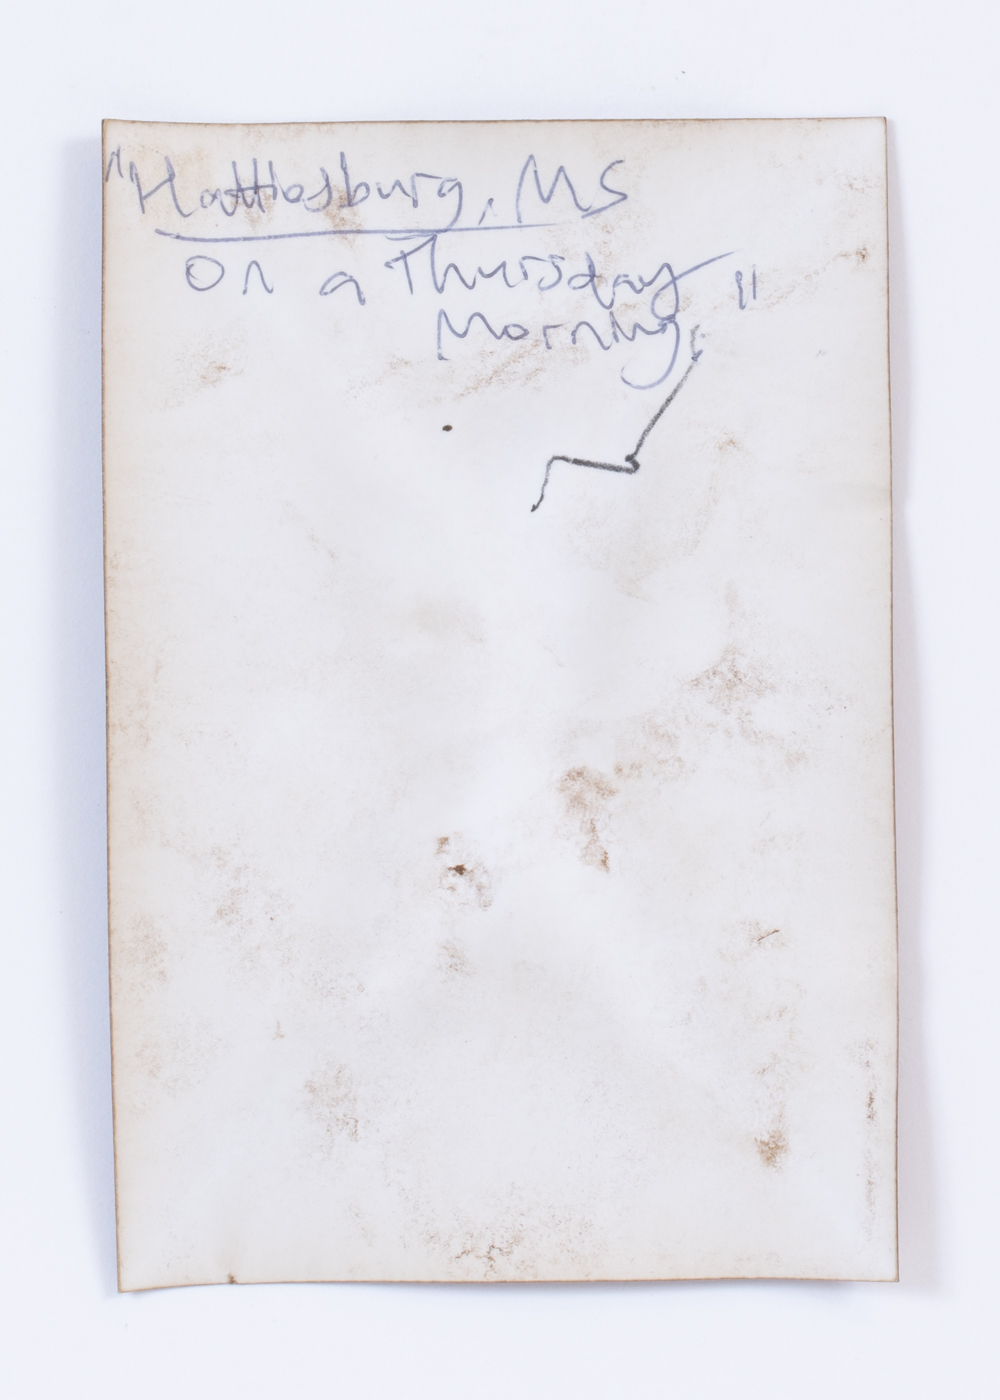 "Hattiesburg, MS
on a Thursday
Morning."